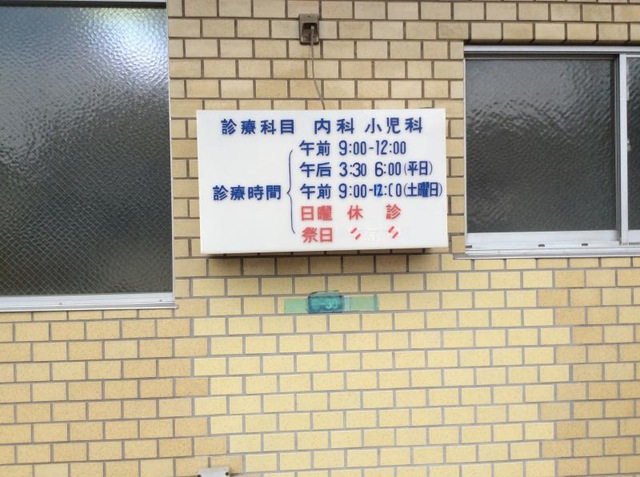 診療科目 内科 小児科
診療時間
午前 9:00-12:00
午后 3:30 6:00(平日)
午前 9:00-12:00(土曜日)
日曜 休 診
祭日 〃 〃